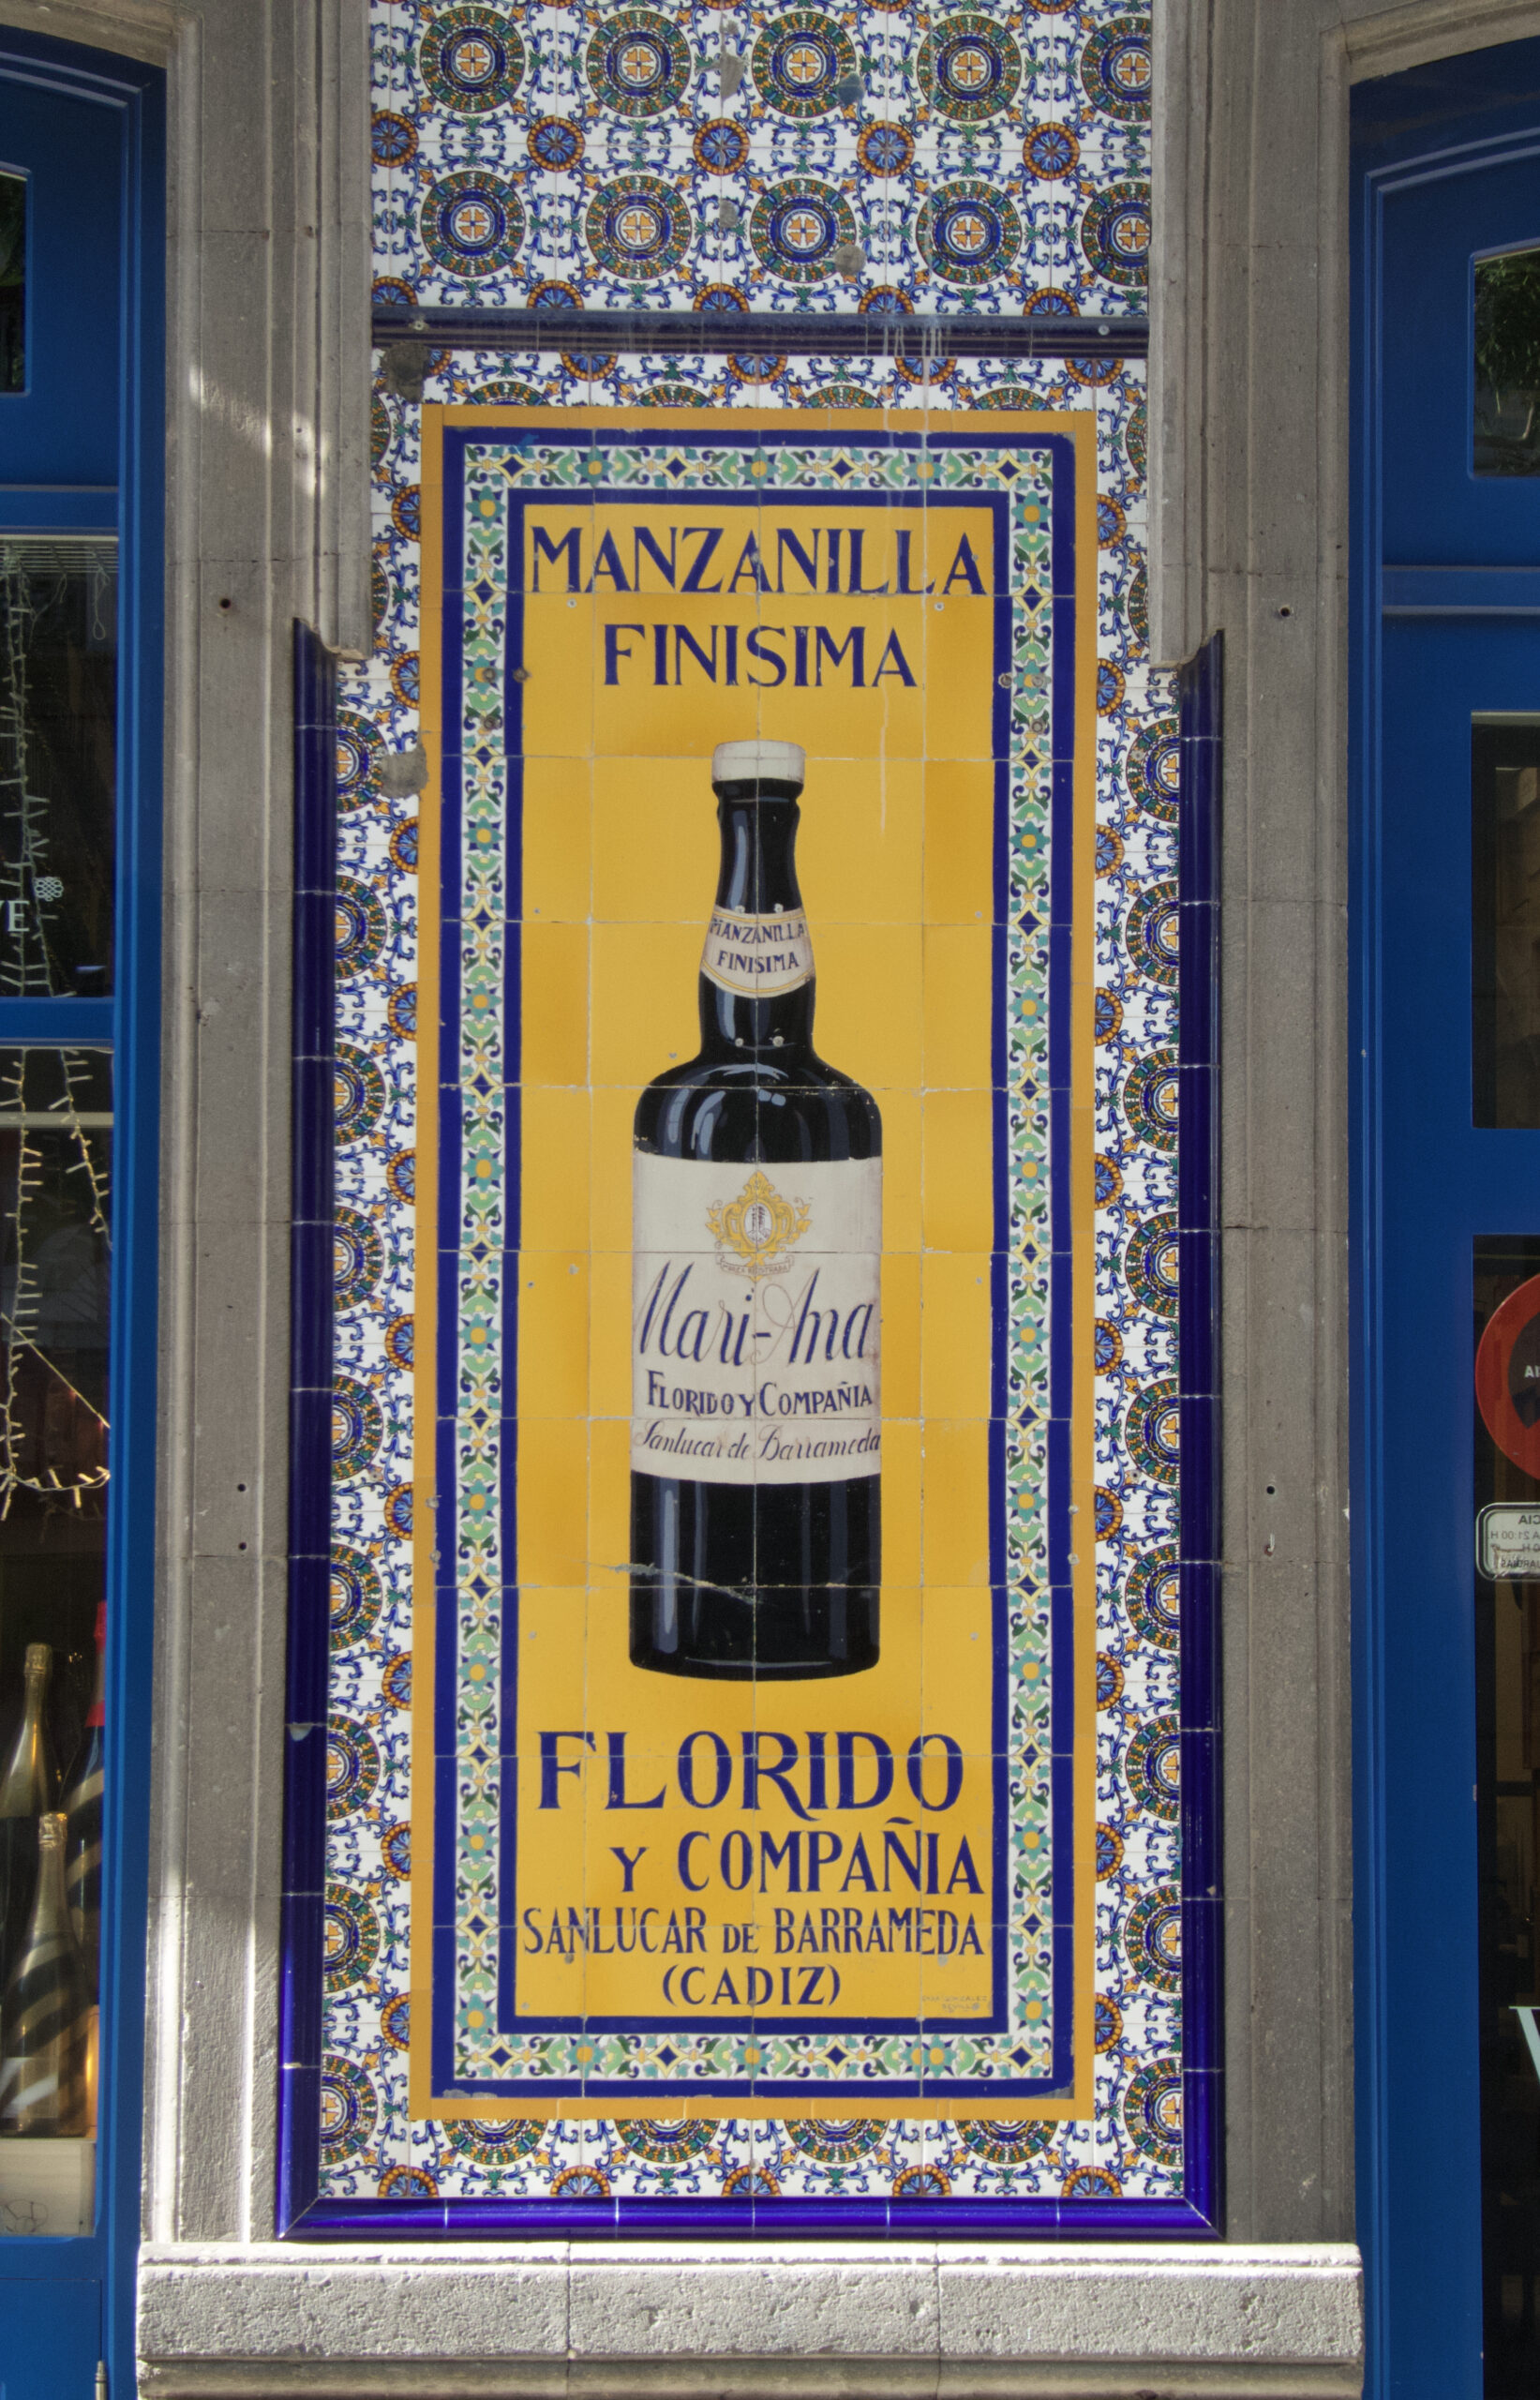 MANZANILLA
FINISIMA
MANZANILLA
FINISIMA
Mari-Ana
FLORIDO Y COMPAÑIA
Sanlucar de Barrameda
FLORIDO
Y COMPAÑIA
SANLUCAR DE BARRAMEDA
(CADIZ)